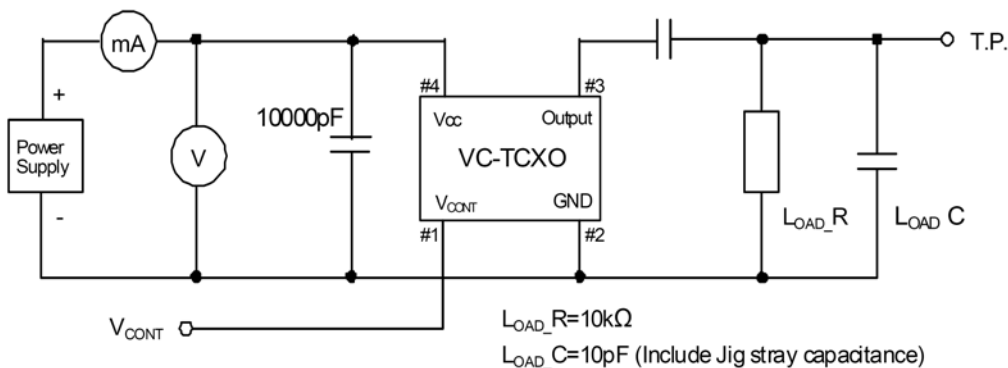 mA
T.P.
#4
#3
+
10000pF
Vcc
Output
Power
Supply
V
VC-TCXO
-
VCONT
GND
#1
#2
LOAD_R
LOAD C
VCONT
LOAD_R=10kΩ
LOAD_C=10pF (Include Jig stray capacitance)